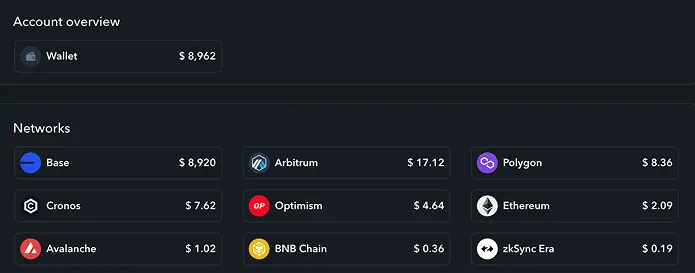 Account overview
Wallet $ 8,962
Networks
Base $ 8,920 Arbitrum $ 17.12 Polygon $ 8.36
Cronos $ 7.62 OP Optimism $ 4.64 Ethereum $ 2.09
Avalanche $ 1.02 BNB Chain $ 0.36 zkSync Era $ 0.19